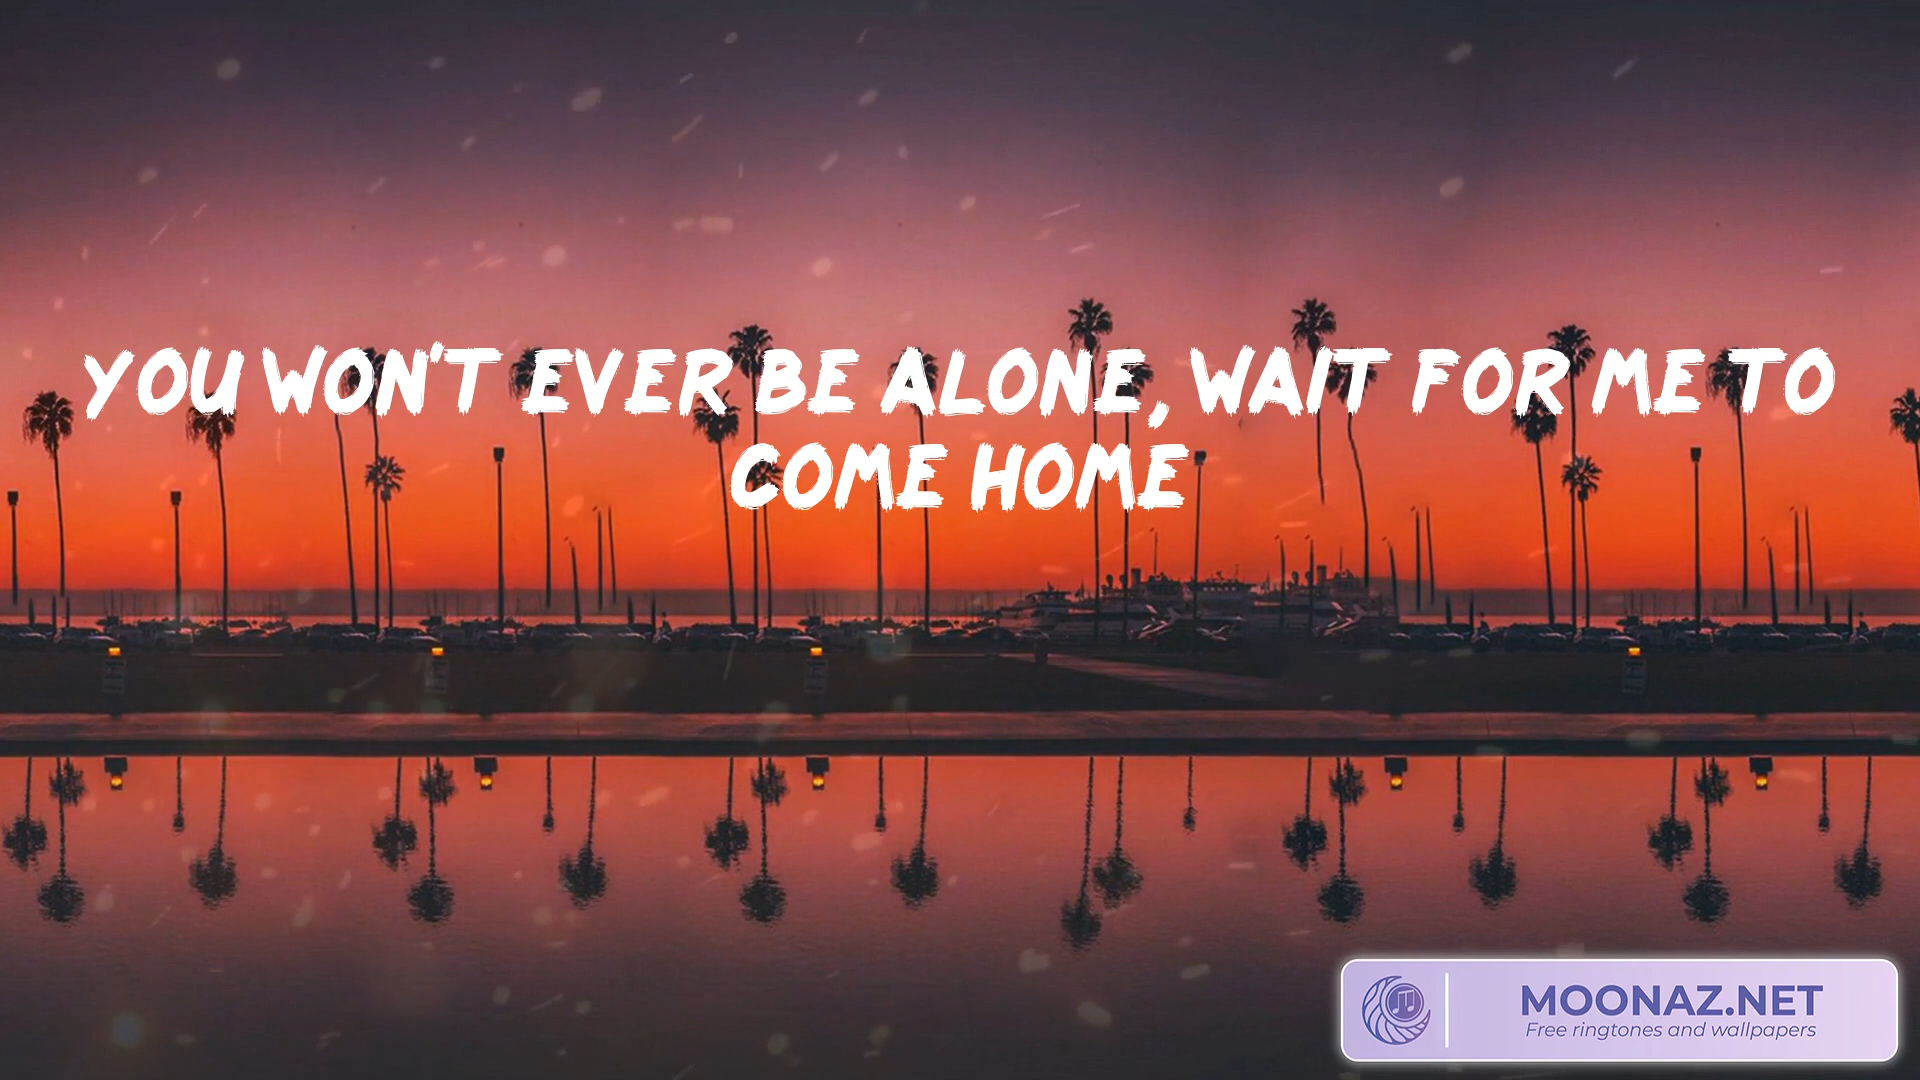 YOU WON'T EVER BE ALONE, WAIT FOR ME TO
COME HOME
MOONAZ.NET
Free ringtones and wallpapers